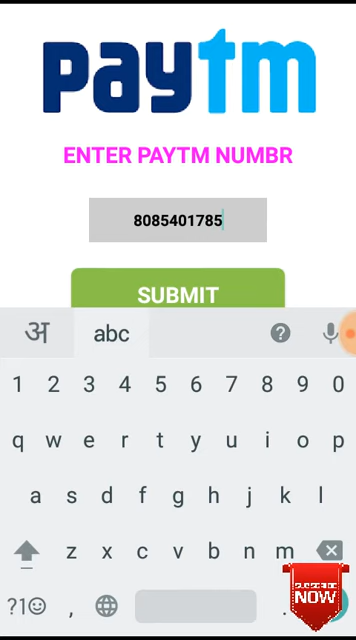 paytm
ENTER PAYTM NUMBR
8085401785
SUBMIT
अ abc
1 2 3 4 5 6 7 8 9 0
q w e r t y u i o p
a s d f g h j k l
z x c v b n m
?1 , .
SUBSCRIBE
NOW